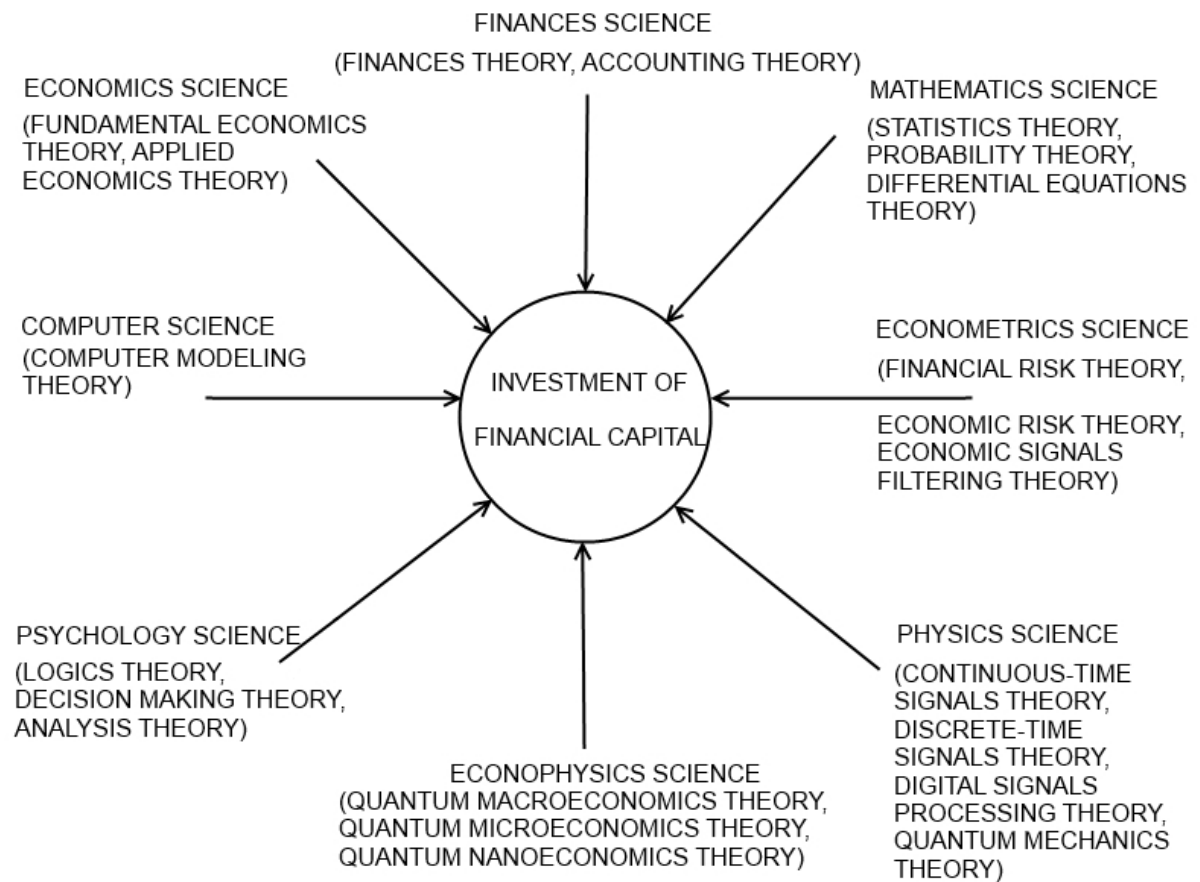 FINANCES SCIENCE
(FINANCES THEORY, ACCOUNTING THEORY)
ECONOMICS SCIENCE
(FUNDAMENTAL ECONOMICS
THEORY, APPLIED
ECONOMICS THEORY)
MATHEMATICS SCIENCE
(STATISTICS THEORY,
PROBABILITY THEORY,
DIFFERENTIAL EQUATIONS
THEORY)
COMPUTER SCIENCE
(COMPUTER MODELING
THEORY)
INVESTMENT OF
FINANCIAL CAPITAL
ECONOMETRICS SCIENCE
(FINANCIAL RISK THEORY,
ECONOMIC RISK THEORY,
ECONOMIC SIGNALS
FILTERING THEORY)
PSYCHOLOGY SCIENCE
(LOGICS THEORY,
DECISION MAKING THEORY,
ANALYSIS THEORY)
ECONOPHYSICS SCIENCE
(QUANTUM MACROECONOMICS THEORY,
QUANTUM MICROECONOMICS THEORY,
QUANTUM NANOECONOMICS THEORY)
PHYSICS SCIENCE
(CONTINUOUS-TIME
SIGNALS THEORY,
DISCRETE-TIME
SIGNALS THEORY,
DIGITAL SIGNALS
PROCESSING THEORY,
QUANTUM MECHANICS
THEORY)